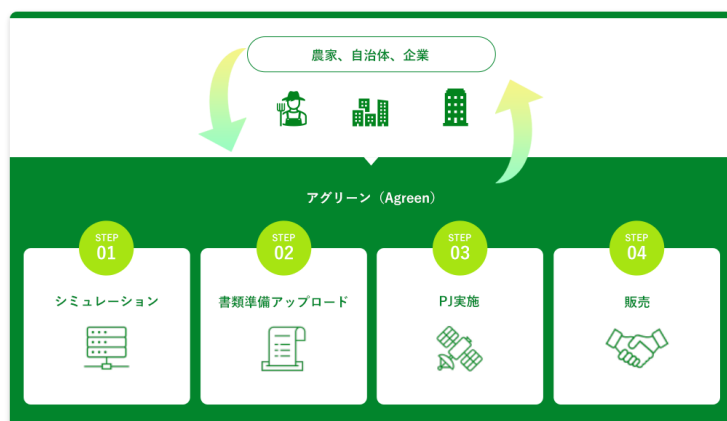 農家、自治体、企業
アグリーン（Agreen）
STEP
01
シミュレーション
STEP
02
書類準備アップロード
STEP
03
PJ実施
STEP
04
販売